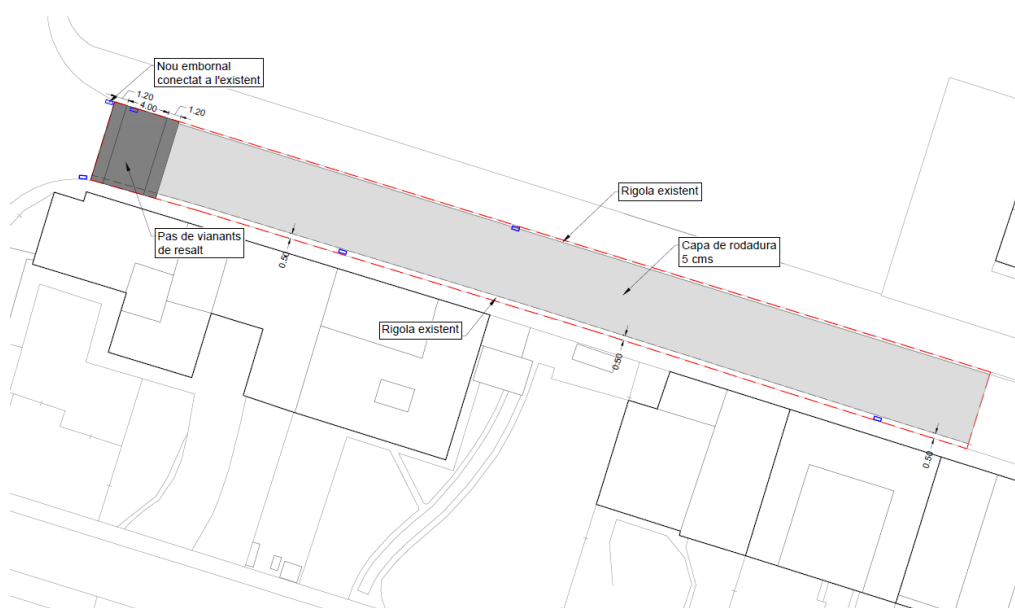 Nou embornal
conectat a l'existent
1.20
4.00
1.20
Rigola existent
Pas de vianants
de resalt
Capa de rodadura
5 cms
0.50
Rigola existent
0.50
0.50